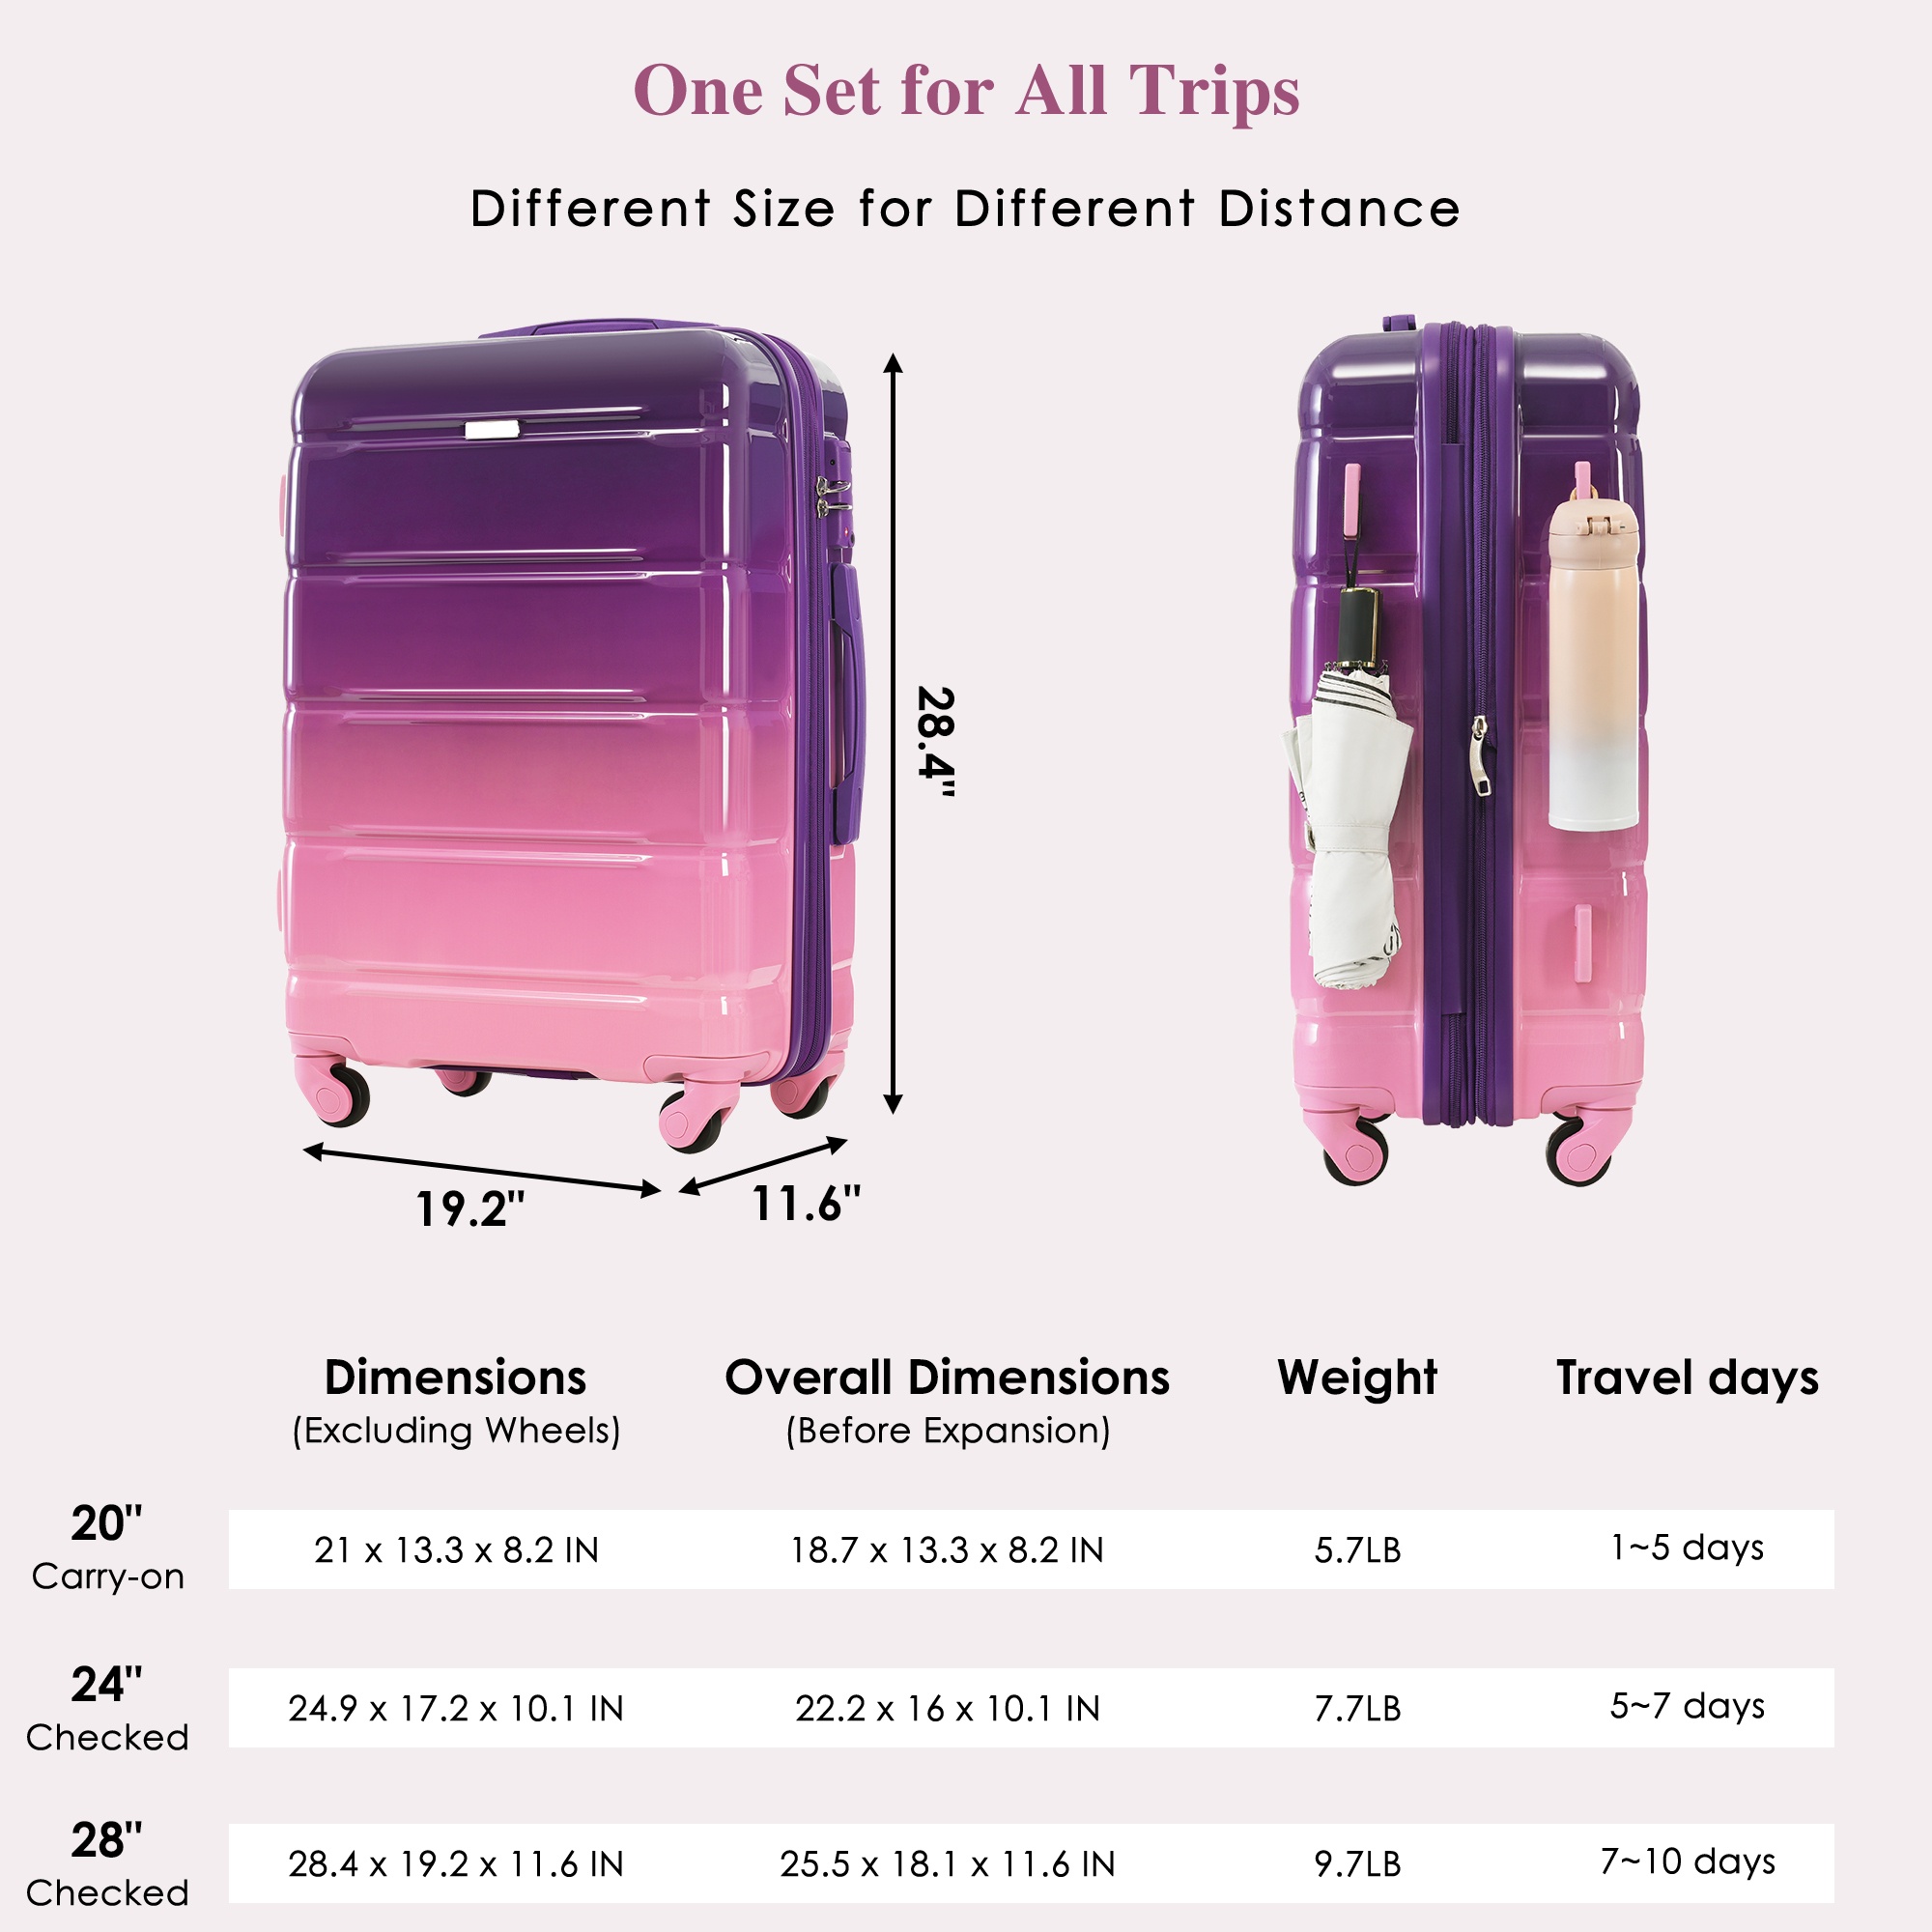 One Set for All Trips
Different Size for Different Distance
28.4"
19.2"
11.6"
Dimensions Overall Dimensions Weight Travel days
(Excluding Wheels) (Before Expansion)
20"
Carry-on
21 x 13.3 x 8.2 IN 18.7 x 13.3 x 8.2 IN 5.7LB 1~5 days
24"
Checked
24.9 x 17.2 x 10.1 IN 22.2 x 16 x 10.1 IN 7.7LB 5~7 days
28"
Checked
28.4 x 19.2 x 11.6 IN 25.5 x 18.1 x 11.6 IN 9.7LB 7~10 days